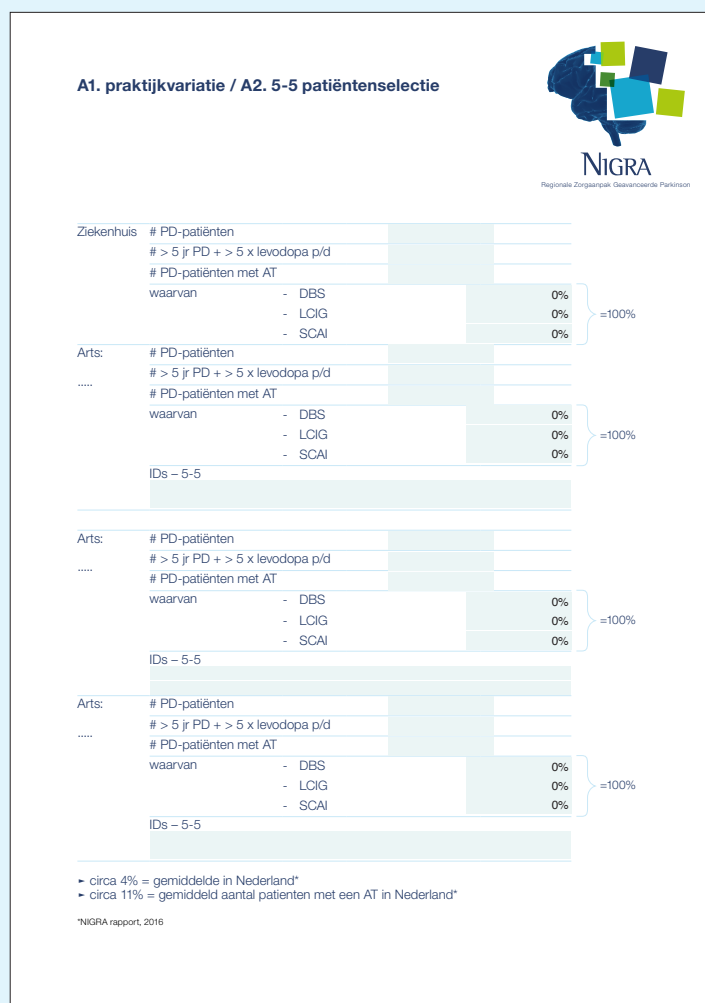 A1. praktijkvariatie / A2. 5-5 patiëntenselectie
NIGRA
Regionale Zorgaanpak Geavanceerde Parkinson
Ziekenhuis # PD-patiënten
# > 5 jr PD + > 5 x levodopa p/d
# PD-patiënten met AT
waarvan - DBS 0%
- LCIG 0% =100%
- SCAI 0%
Arts: # PD-patiënten
# > 5 jr PD + > 5 x levodopa p/d
.....
# PD-patiënten met AT
waarvan - DBS 0%
- LCIG 0% =100%
- SCAI 0%
IDs – 5-5
Arts: # PD-patiënten
# > 5 jr PD + > 5 x levodopa p/d
.....
# PD-patiënten met AT
waarvan - DBS 0%
- LCIG 0% =100%
- SCAI 0%
IDs – 5-5
Arts: # PD-patiënten
# > 5 jr PD + > 5 x levodopa p/d
.....
# PD-patiënten met AT
waarvan - DBS 0%
- LCIG 0% =100%
- SCAI 0%
IDs – 5-5
► circa 4% = gemiddelde in Nederland*
► circa 11% = gemiddeld aantal patienten met een AT in Nederland*
*NIGRA rapport, 2016